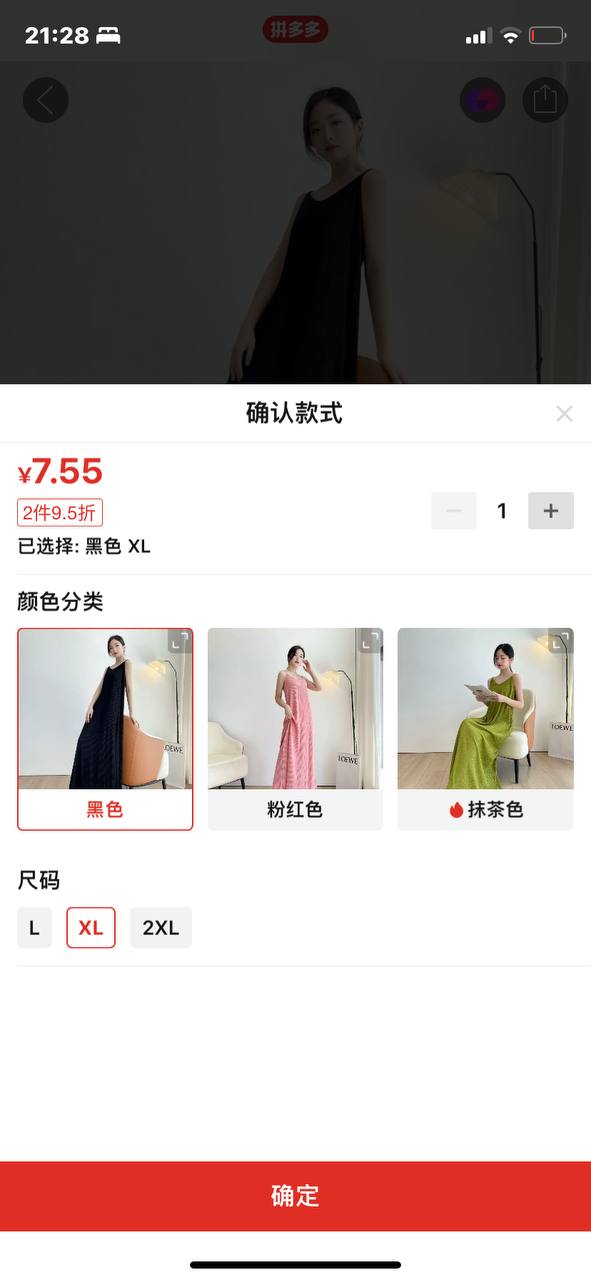 21:28
拼多多
确认款式
¥7.55
2件9.5折
1
已选择: 黑色 XL
颜色分类
LOEWE
LOEWE
LOEWE
黑色
粉红色
抹茶色
尺码
L
XL
2XL
确定